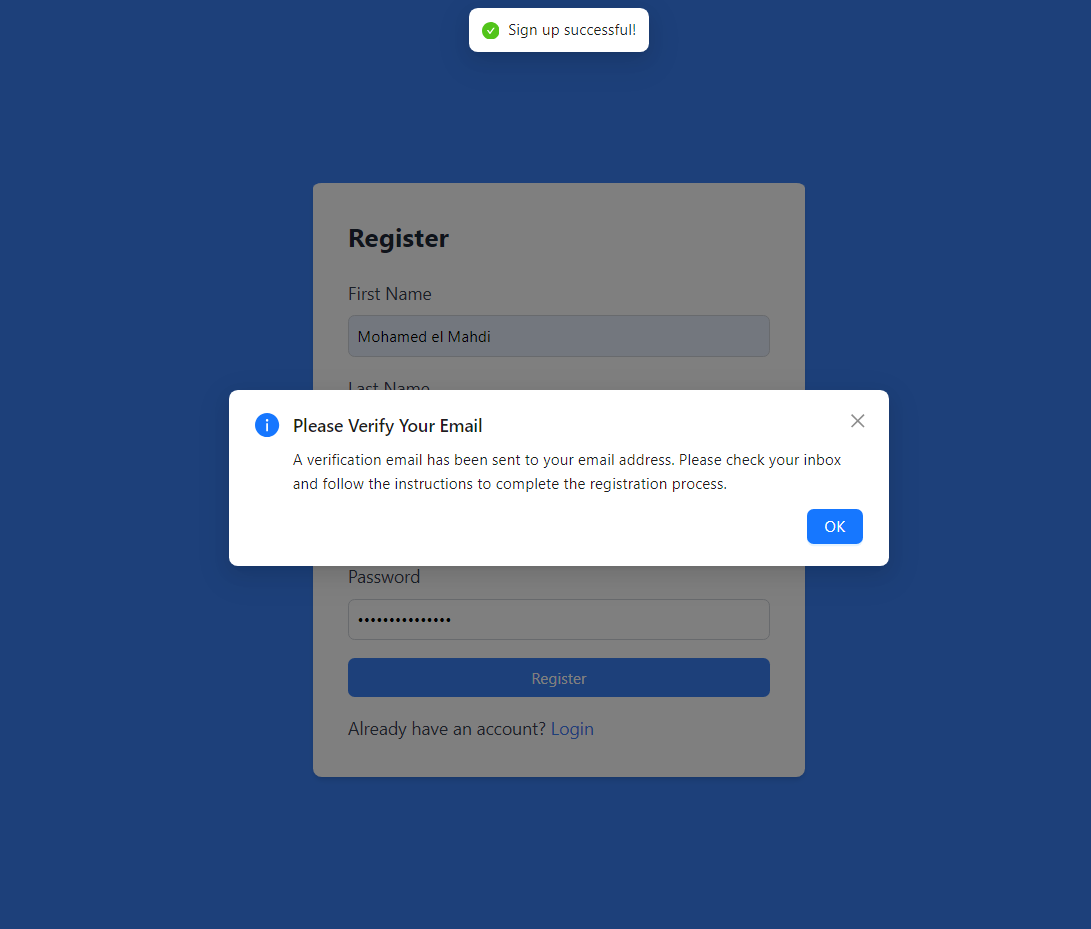 Sign up successful!
Register
First Name
Mohamed el Mahdi
Last Name
Please Verify Your Email
A verification email has been sent to your email address. Please check your inbox
and follow the instructions to complete the registration process.
OK
Password
Register
Already have an account? Login